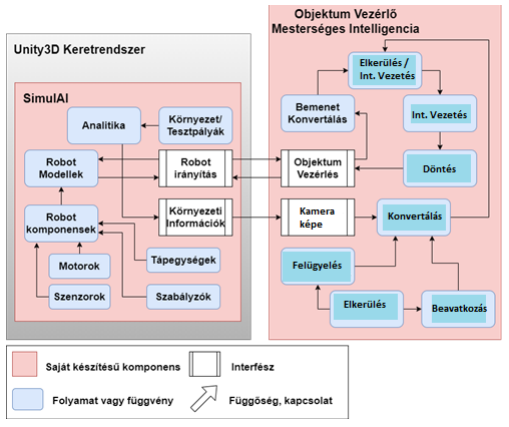 Unity3D Keretrendszer
SimulAI
Analitika
Környezet/
Tesztpályák
Robot
Modellek
Robot
irányítás
Robot
komponensek
Környezeti
Információk
Motorok
Tápegységek
Szenzorok
Szabályzók
Objektum Vezérlő
Mesterséges Intelligencia
Elkerülés /
Int. Vezetés
Bemenet
Konvertálás
Int. Vezetés
Objektum
Vezérlés
Döntés
Kamera
képe
Konvertálás
Felügyelés
Elkerülés
Beavatkozás
Saját készítésű komponens
Interfész
Folyamat vagy függvény
Függőség, kapcsolat